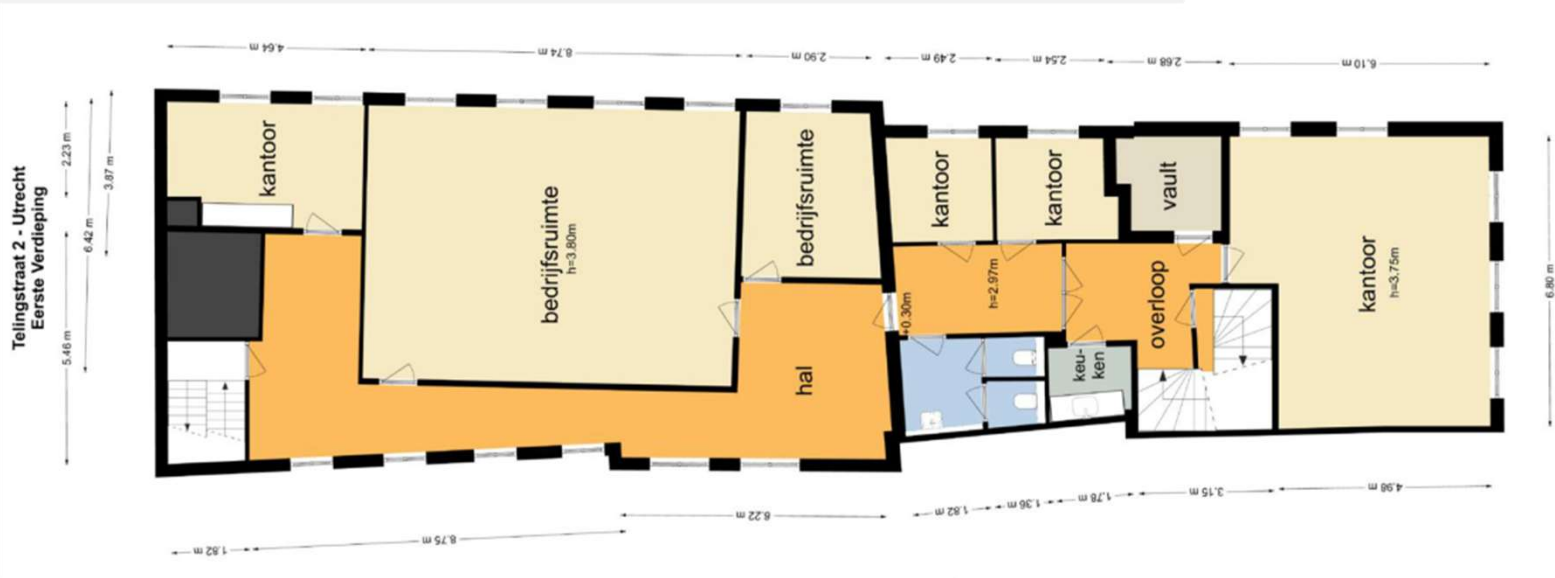 Telingstraat 2 - Utrecht
Eerste Verdieping
4.64 m
8.74 m
2.90 m
2.49 m
2.54 m
2.68 m
6.10 m
2.23 m
3.87 m
6.42 m
5.46 m
6.80 m
kantoor
bedrijfsruimte
h=3.80m
bedrijfsruimte
kantoor
kantoor
vault
kantoor
h=3.75m
hal
+0.30m
h=2.97m
overloop
keu-
ken
1.82 m
8.75 m
6.22 m
1.82 m
1.36 m
1.78 m
3.15 m
4.98 m